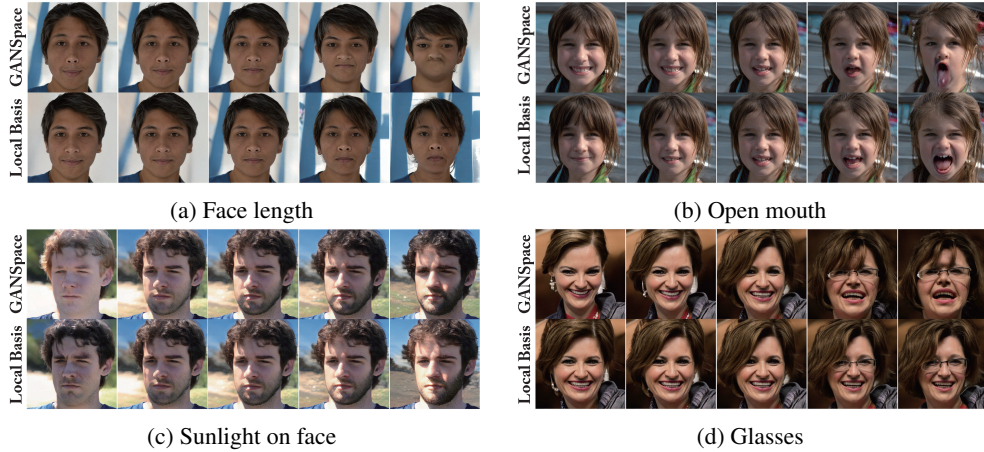 GANSpace
Local Basis
(a) Face length
GANSpace
Local Basis
(b) Open mouth
GANSpace
Local Basis
(c) Sunlight on face
GANSpace
Local Basis
(d) Glasses